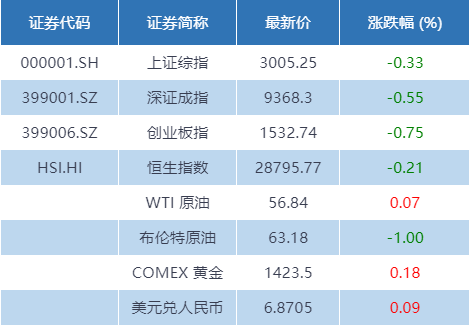 证券代码 证券简称 最新价 涨跌幅 (%)
000001.SH 上证综指 3005.25 -0.33
399001.SZ 深证成指 9368.3 -0.55
399006.SZ 创业板指 1532.74 -0.75
HSI.HI 恒生指数 28795.77 -0.21
WTI 原油 56.84 0.07
布伦特原油 63.18 -1.00
COMEX 黄金 1423.5 0.18
美元兑人民币 6.8705 0.09